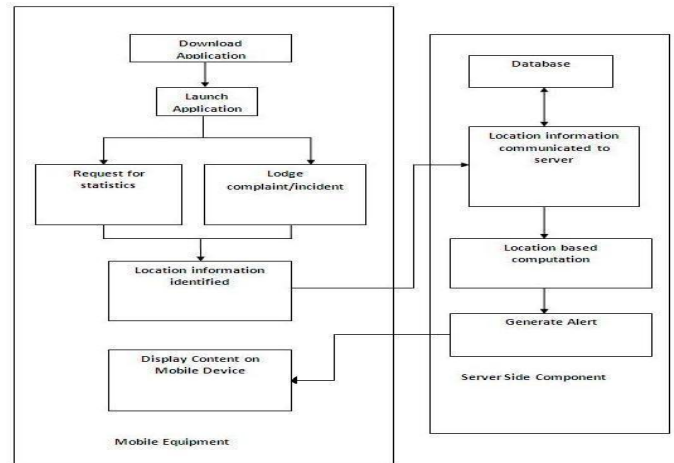 Download
Application
Launch
Application
Request for
statistics
Lodge
complaint/incident
Location information
identified
Display Content on
Mobile Device
Mobile Equipment
Database
Location information
communicated to
server
Location based
computation
Generate Alert
Server Side Component